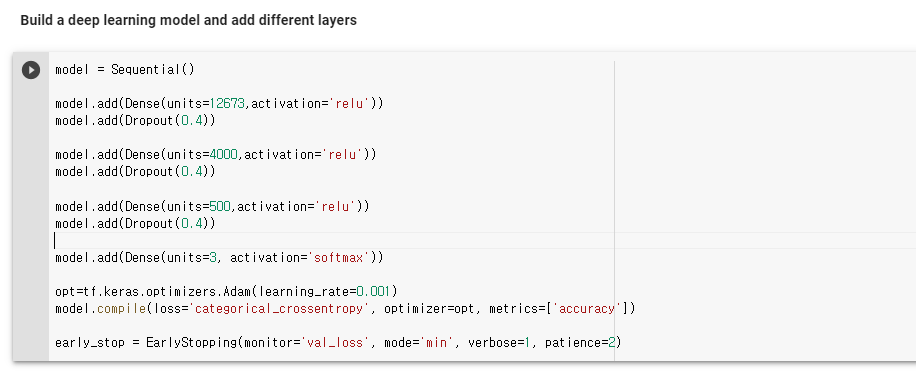 Build a deep learning model and add different layers
model = Sequential()
model.add(Dense(units=12673,activation='relu'))
model.add(Dropout(0.4))
model.add(Dense(units=4000,activation='relu'))
model.add(Dropout(0.4))
model.add(Dense(units=500,activation='relu'))
model.add(Dropout(0.4))
model.add(Dense(units=3, activation='softmax'))
opt=tf.keras.optimizers.Adam(learning_rate=0.001)
model.compile(loss='categorical_crossentropy', optimizer=opt, metrics=['accuracy'])
early_stop = EarlyStopping(monitor='val_loss', mode='min', verbose=1, patience=2)